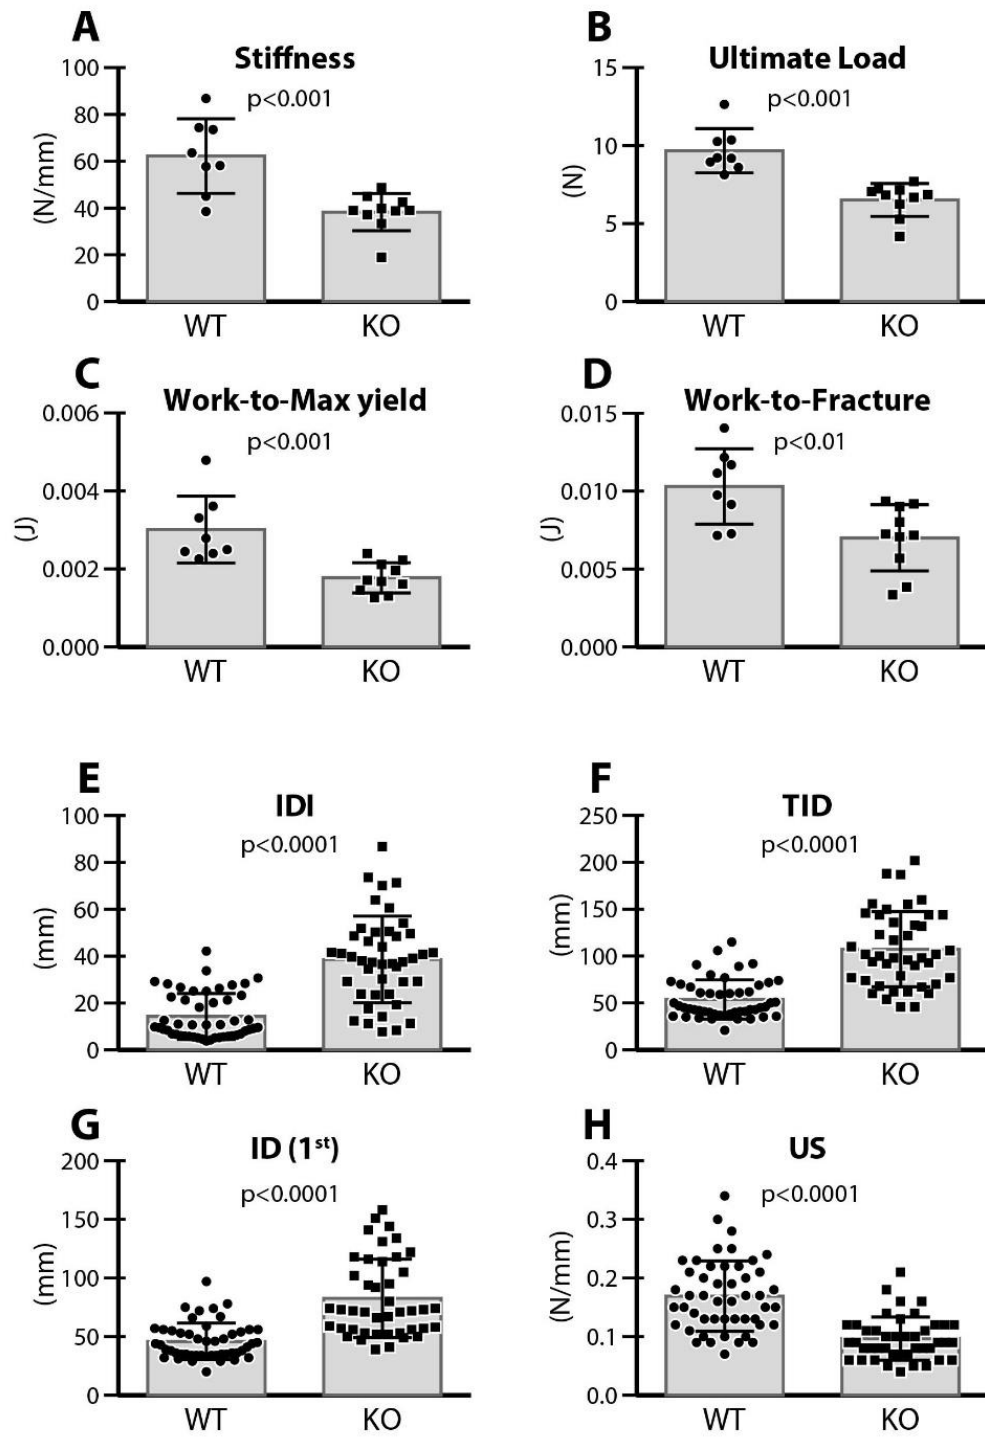 A
Stiffness
p<0.001
(N/mm)
100
80
60
40
20
0
WT KO
B
Ultimate Load
p<0.001
(N)
15
10
5
0
WT KO
C
Work-to-Max yield
p<0.001
(J)
0.006
0.004
0.002
0.000
WT KO
D
Work-to-Fracture
p<0.01
(J)
0.015
0.010
0.005
0.000
WT KO
E
IDI
p<0.0001
(mm)
100
80
60
40
20
0
WT KO
F
TID
p<0.0001
(mm)
250
200
150
100
50
0
WT KO
G
ID (1st)
p<0.0001
(mm)
200
150
100
50
0
WT KO
H
US
p<0.0001
(N/mm)
0.4
0.3
0.2
0.1
0.0
WT KO